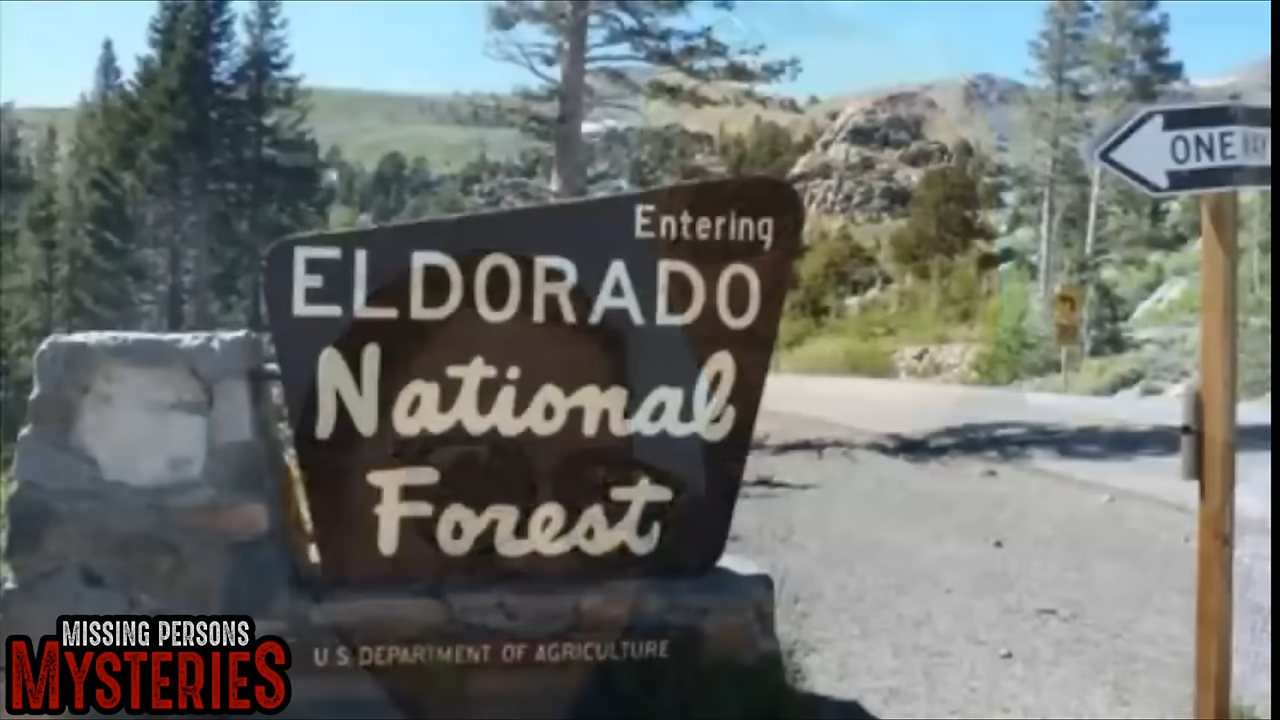 Entering
ELDORADO
National
Forest
U.S. DEPARTMENT OF AGRICULTURE
ONE
MISSING PERSONS
MYSTERIES